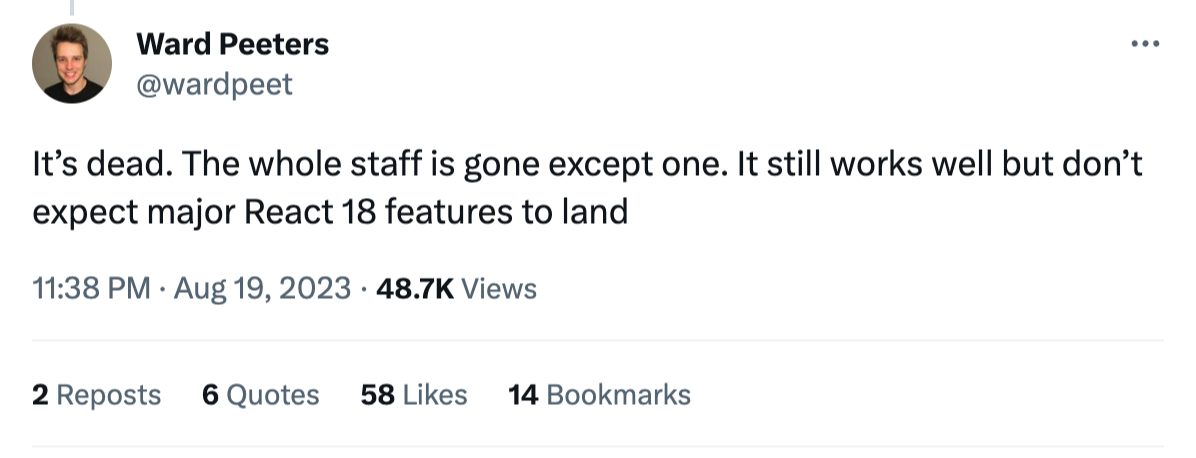 Ward Peeters
@wardpeet
It’s dead. The whole staff is gone except one. It still works well but don’t
expect major React 18 features to land
11:38 PM · Aug 19, 2023 · 48.7K Views
2 Reposts 6 Quotes 58 Likes 14 Bookmarks